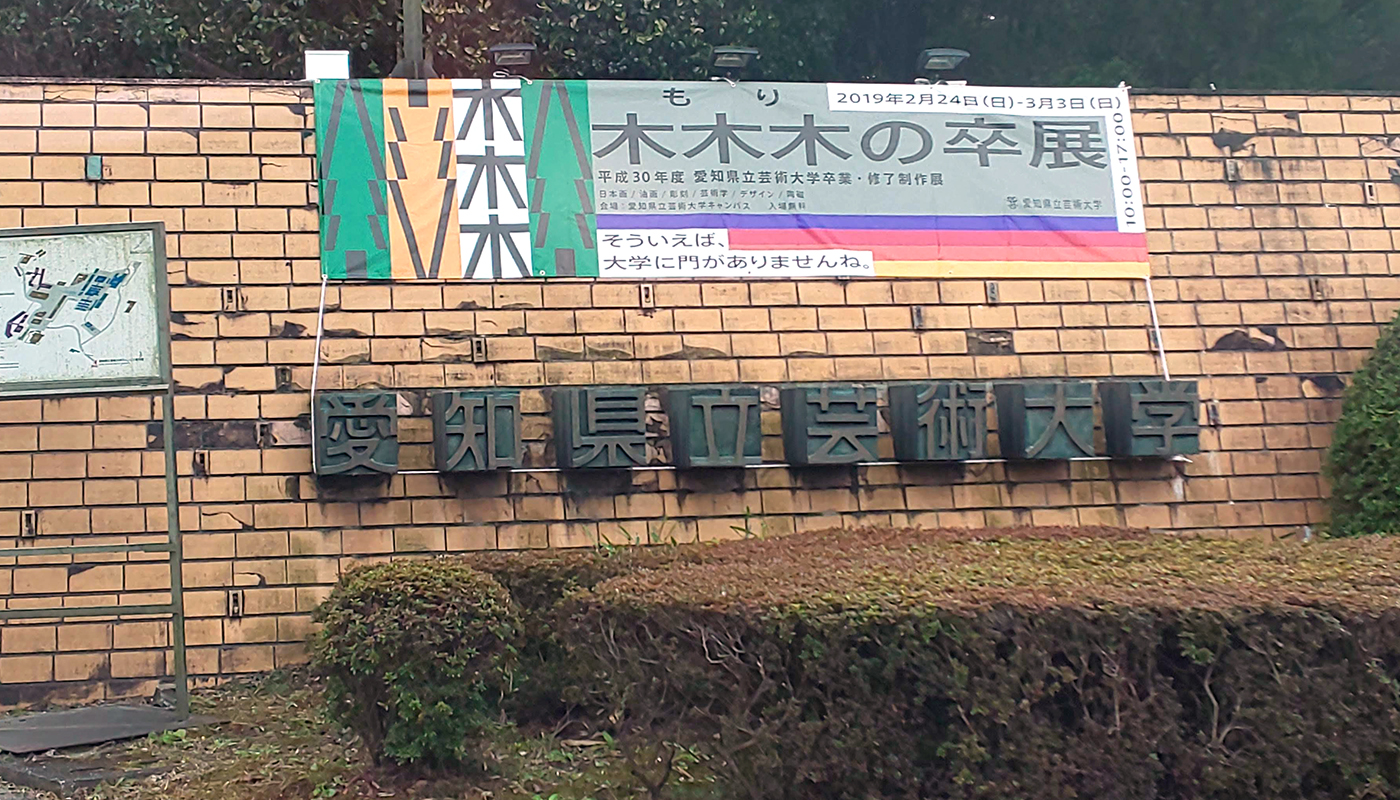 もり
2019年2月24日(日)-3月3日(日)
木木木の卒展
10:00-17:00
平成30年度 愛知県立芸術大学卒業・修了制作展
日本画 / 油画 / 彫刻 / 芸術学 / デザイン / 陶磁
会場:愛知県立芸術大学キャンパス 入場無料
愛知県立芸術大学
木
木
木
そういえば、
大学に門がありませんね。
愛知県立芸術大学